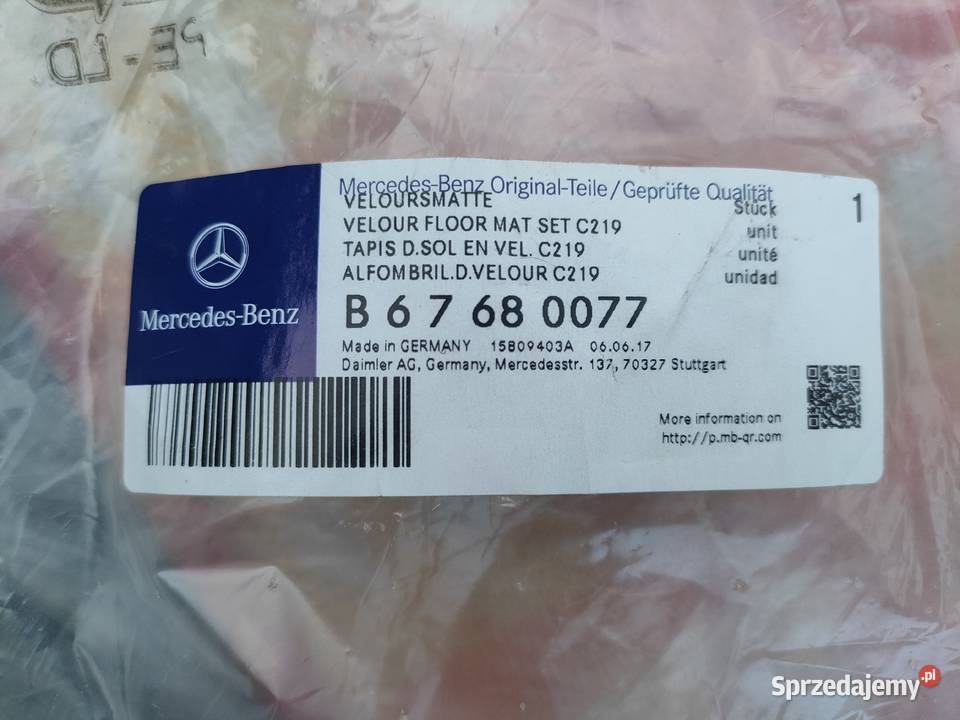 PE-LD
Mercedes-Benz
Mercedes-Benz Original-Teile/Geprüfte Qualität
VELOURSMATTE Stück 1
VELOUR FLOOR MAT SET C219 unit
TAPIS D.SOL EN VEL. C219 unité
ALFOMBRIL.D.VELOUR C219 unidad
B 6 7 68 0077
Made in GERMANY 15809403A 06.06.17
Daimler AG, Germany, Mercedesstr. 137, 70327 Stuttgart
More information on
http://p.mb-qr.com
Sprzedajemy.pl